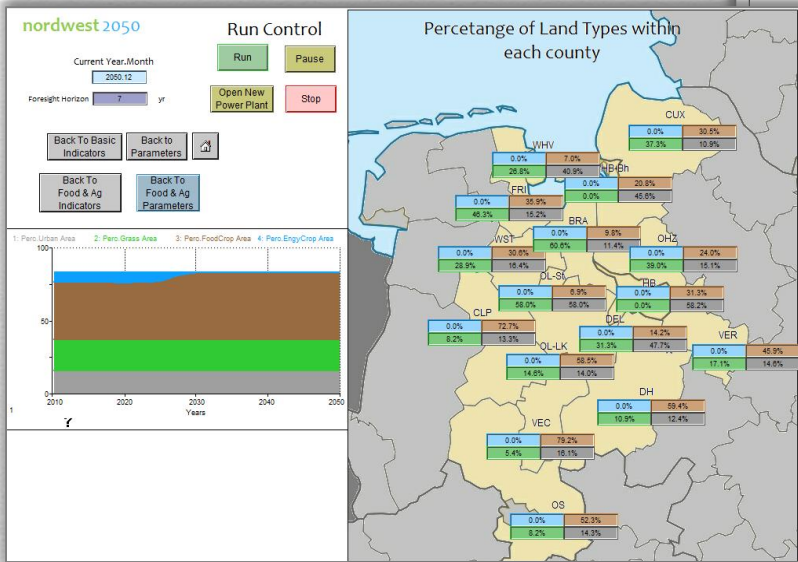 nordwest 2050
Run Control
Current Year.Month
2050.12
Foresight Horizon 7 yr
Run
Pause
Open New
Power Plant
Stop
Back To Basic
Indicators
Back to
Parameters
Back To
Food & Ag
Indicators
Back To
Food & Ag
Parameters
1: Perc.Urban Area 2: Perc.Grass Area 3: Perc.FoodCrop Area 4: Perc.EngyCrop Area
100
50
0
2010 2020 2030 2040 2050
Years
1
?
Percetange of Land Types within
each county
CUX
0.0% 30.5%
37.3% 10.9%
WHV
0.0% 7.0%
26.8% 40.9%
HB-Bh
0.0% 20.8%
0.0% 45.6%
FRI
0.0% 35.9%
46.3% 15.2%
BRA
0.0% 9.8%
60.6% 11.4%
WST
0.0% 30.6%
28.9% 16.4%
OHZ
0.0% 24.0%
39.0% 15.1%
OL-St
0.0% 6.9%
58.0% 58.0%
HB
0.0% 31.3%
0.0% 58.2%
CLP
0.0% 72.7%
8.2% 13.3%
DEL
0.0% 14.2%
31.3% 47.7%
VER
0.0% 45.9%
17.1% 14.6%
OL-LK
0.0% 58.5%
14.6% 14.0%
DH
0.0% 59.4%
10.9% 12.4%
VEC
0.0% 79.2%
5.4% 16.1%
OS
0.0% 52.3%
8.2% 14.3%